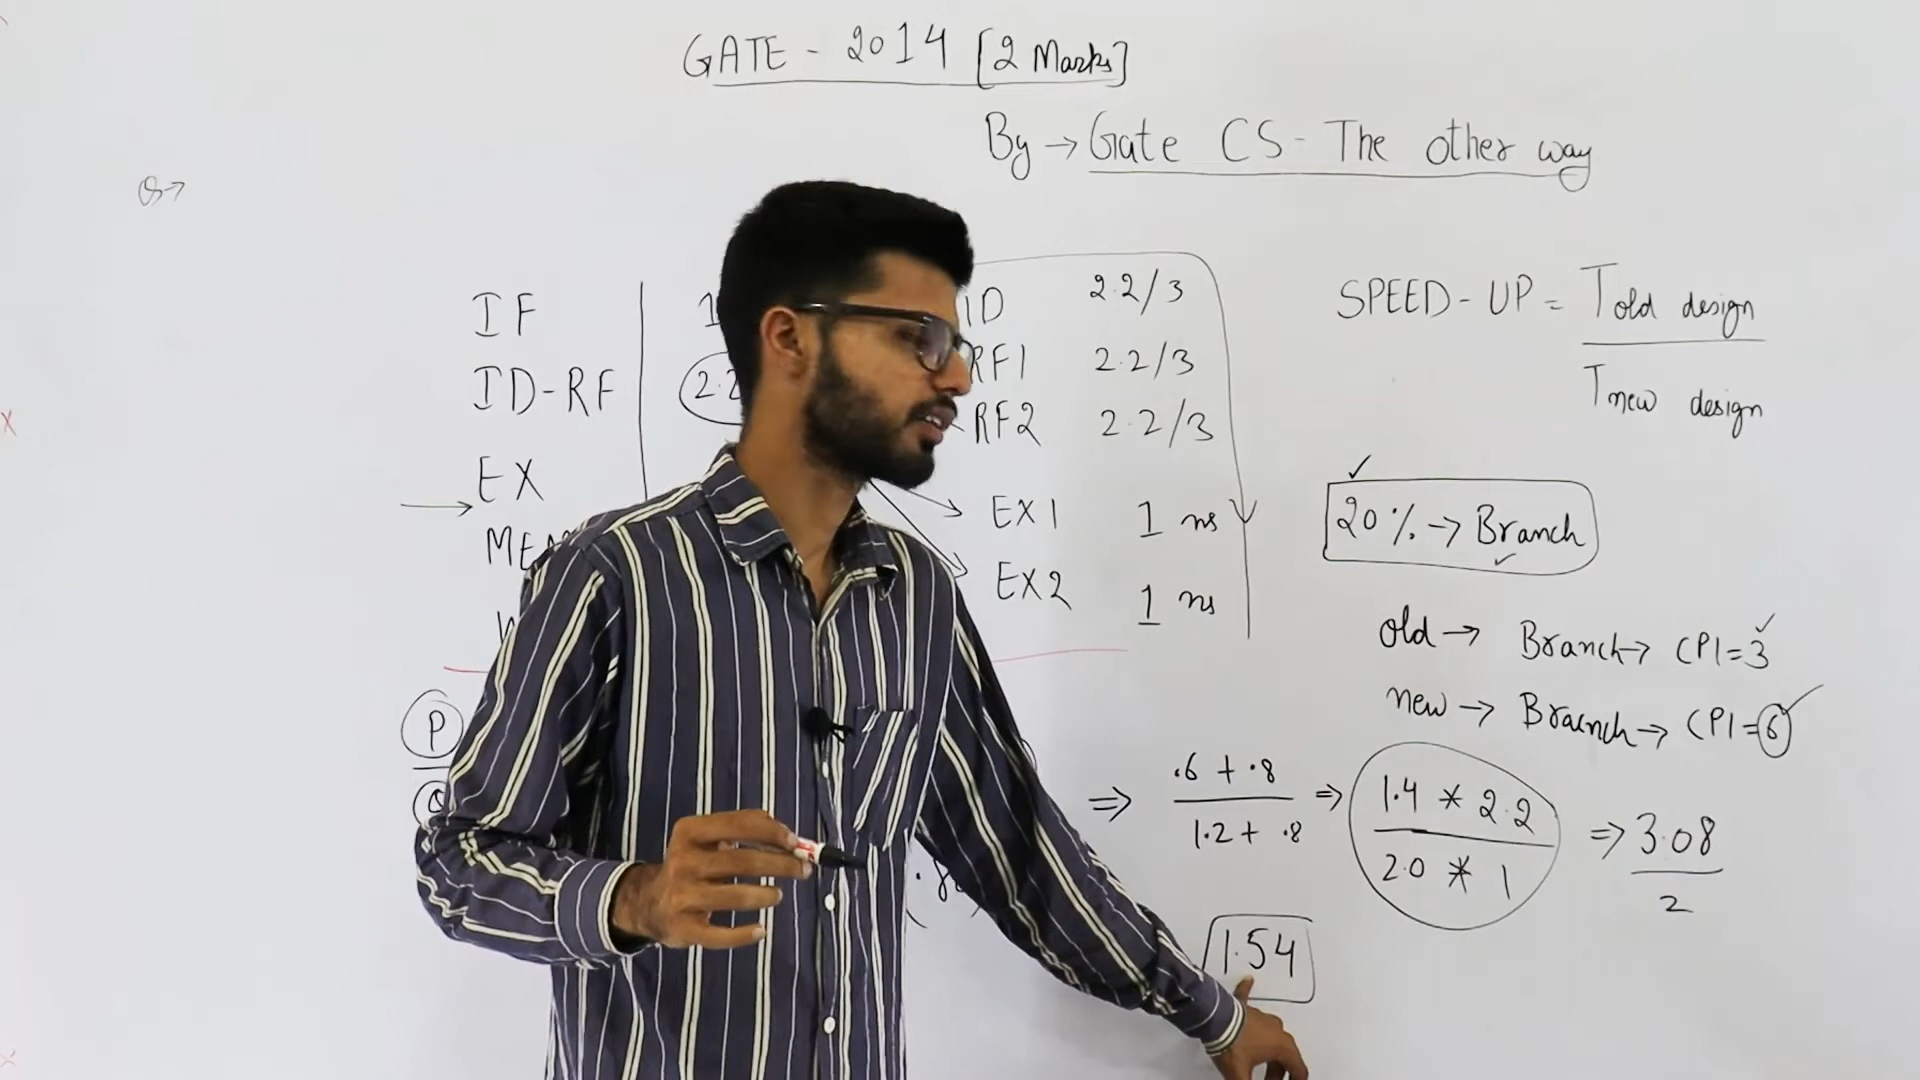 GATE - 2014 [2 Marks]
By → Gate CS - The other way
Q→
IF
ID-RF
EX
ID 2.2/3
RF1 2.2/3
RF2 2.2/3
EX1 1 ns
EX2 1 ns
SPEED-UP = T old design
T new design
20% → Branch
old → Branch → CPI=3
new → Braench → CPI=6
P
⇒ .6 + .8 ⇒ 1.4 * 2.2 ⇒ 3.08
1.2 + .8 2.0 * 1 2
1.54